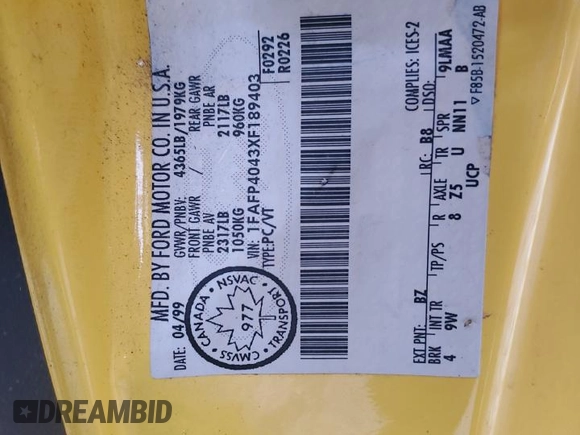 MFD. BY FORD MOTOR CO. IN U.S.A.
DATE: 04/99
GVWR/PNBV: 4365LB/1979KG
FRONT GAWR / REAR GAWR
PNBE AV PNBE AR
2317LB 2117LB
1050KG 960KG
VIN: 1FAFP4043XF189403
TYPE:PC/VT
F0292
R0226
CANADA • NSVAC •
977
CMVSS TRANSPORT
COMPLIES: ICES-2
EXT PNT: BZ RC: B8 DSO: 9LMAA
BRK INT TR TP/PS R AXLE TR SPR
4 9W 8 Z5 U NN11 B
UCP
▽ F85B-1520472-AB
DREAMBID